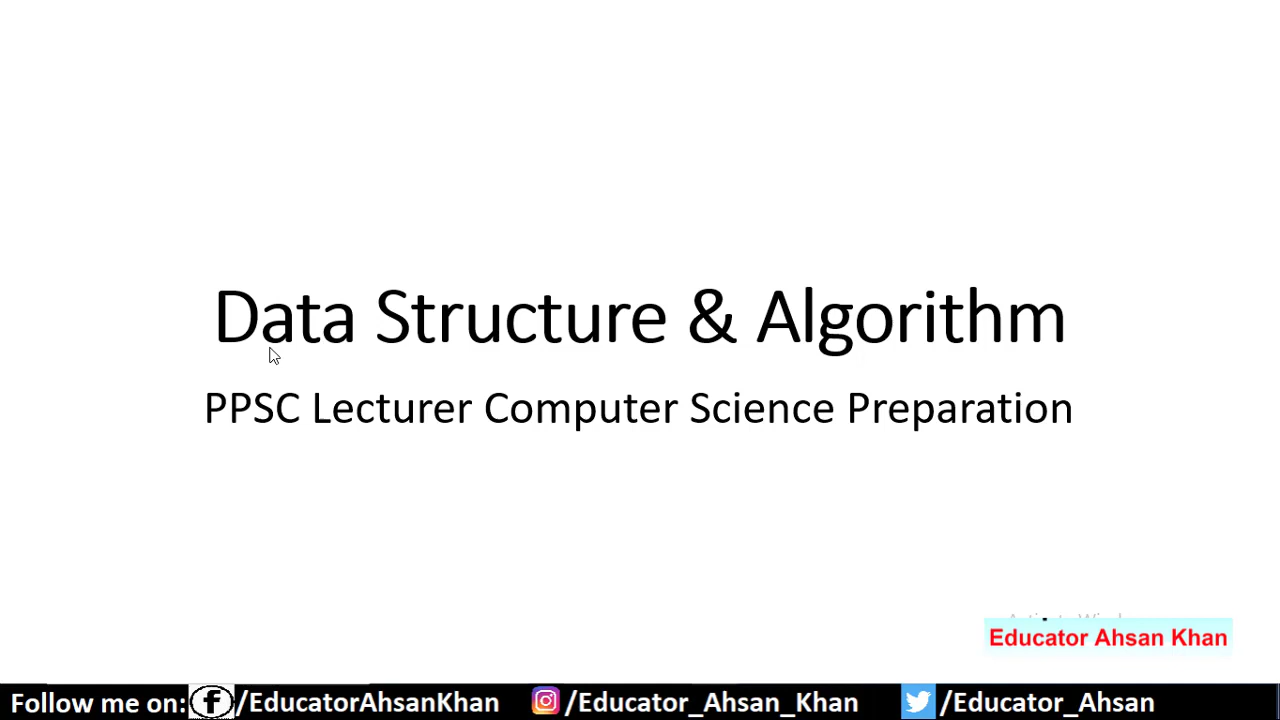 Data Structure & Algorithm
PPSC Lecturer Computer Science Preparation
Educator Ahsan Khan
Follow me on: /EducatorAhsanKhan /Educator_Ahsan_Khan /Educator_Ahsan